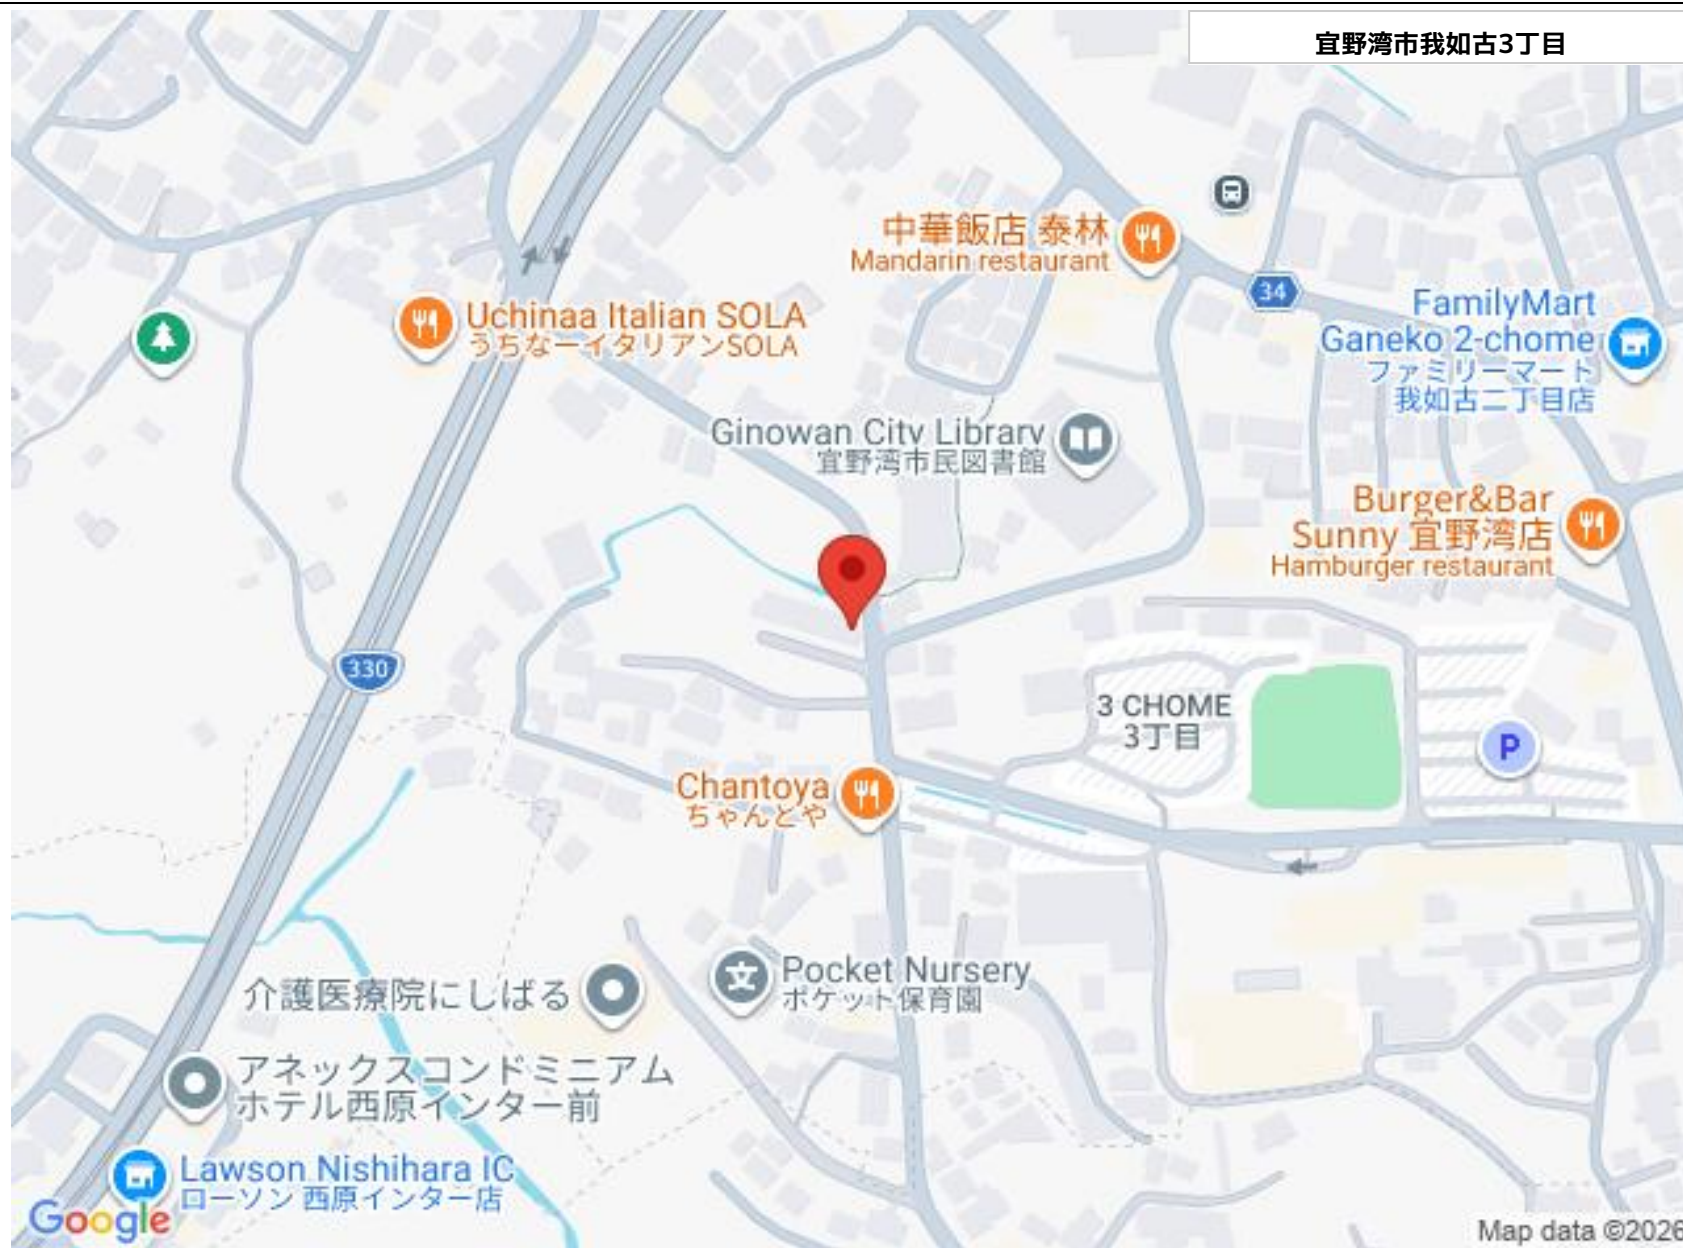 宜野湾市我如古3丁目
中華飯店 泰林
Mandarin restaurant
34
Uchinaa Italian SOLA
うちなーイタリアンSOLA
FamilyMart
Ganeko 2-chome
ファミリーマート
我如古二丁目店
Ginowan City Library
宜野湾市民図書館
Burger&Bar
Sunny 宜野湾店
Hamburger restaurant
330
3 CHOME
3丁目
P
Chantoya
ちゃんとや
Pocket Nursery
ポケット保育園
文
介護医療院にしばる
アネックスコンドミニアム
ホテル西原インター前
Lawson Nishihara IC
ローソン 西原インター店
Google
Map data ©2026